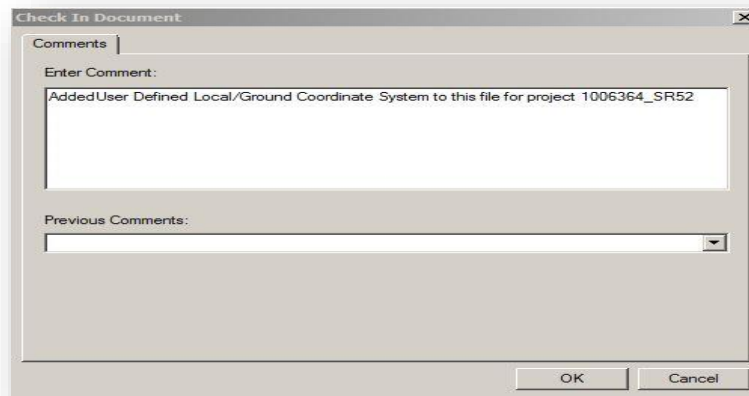 Check In Document
Comments
Enter Comment:
AddedUser Defined Local/Ground Coordinate System to this file for project 1006364_SR52
Previous Comments:
OK Cancel